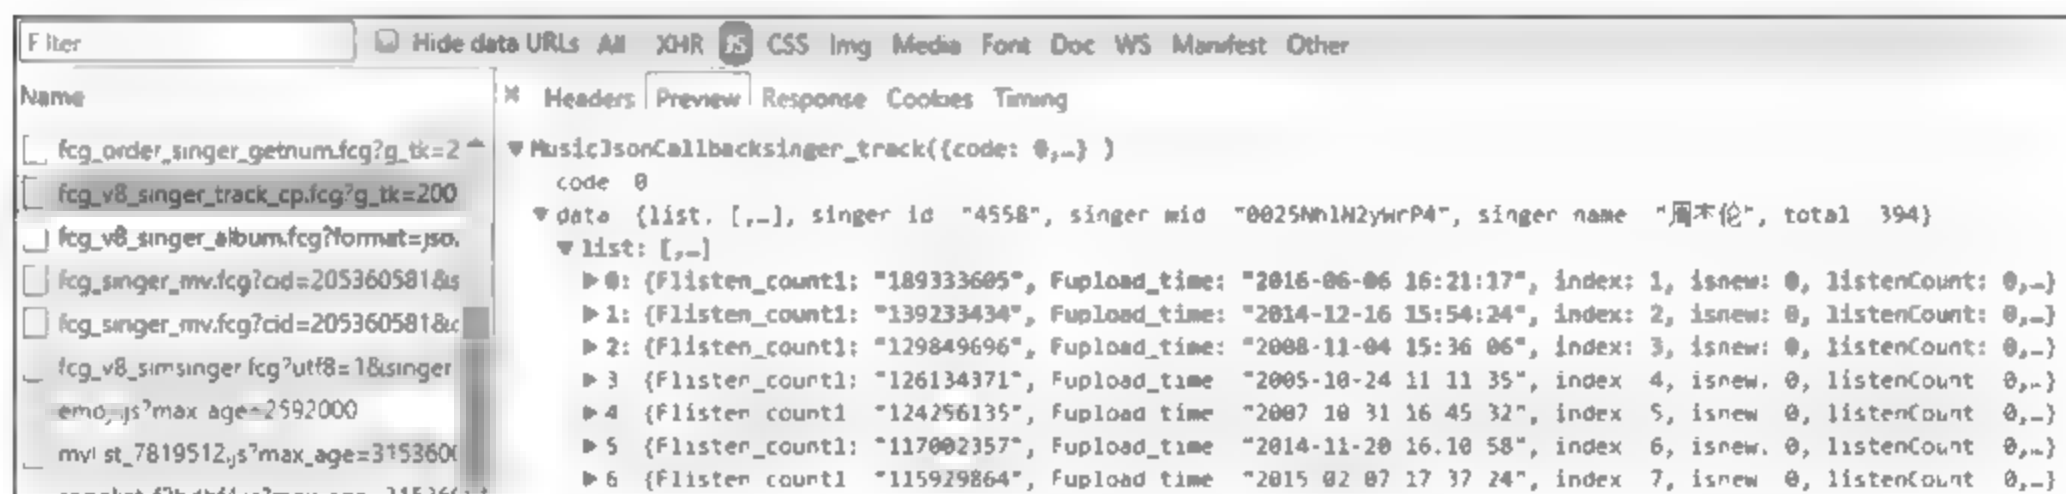 Filter Hide data URLs All XHR JS CSS Img Media Font Doc WS Manifest Other
Name
Headers Preview Response Cookies Timing
fcg_order_singer_getnum.fcg?g_tk=2
fcg_v8_singer_track_cp.fcg?g_tk=200
fcg_v8_singer_album.fcg?format=jso
fcg_singer_mv.fcg?cid=205360581&s
fcg_singer_mv.fcg?cid=205360581&c
fcg_v8_simsinger.fcg?utf8=1&singer
max_age=2592000
mylist_7819512.js?max_age=3153600
▼MusicJsonCallbacksinger_track({code: 0,…} )
code 0
▼data {list. [,…], singer id "4558", singer mid "0025NhlN2yWrP4", singer name "周杰伦", total 394}
▼list: [,…]
▶0: {Flisten_count1: "189333605", Fupload_time: "2016-06-06 16:21:17", index: 1, isnew: 0, listenCount: 0,…}
▶1: {Flisten_count1: "139233434", Fupload_time: "2014-12-16 15:54:24", index: 2, isnew: 0, listenCount: 0,…}
▶2: {Flisten_count1: "129849696", Fupload_time: "2008-11-04 15:36 06", index: 3, isnew: 0, listenCount: 0,…}
▶3 {Flisten_count1: "126134371", Fupload_time "2005-10-24 11 11 35", index 4, isnew. 0, listenCount 0,…}
▶4 {Flisten count1 "124256135", Fupload time "2007 10 31 16 45 32", index 5, isnew 0, listenCount 0,…}
▶5 {Flisten_count1: "117002357", Fupload_time "2014-11-20 16.10 58", index 6, isnew: 0, listenCount 0,…}
▶6 {Flisten count1 "115929864", Fupload time "2015 02 07 17 37 24", index 7, isnew 0, listenCount 0,…}